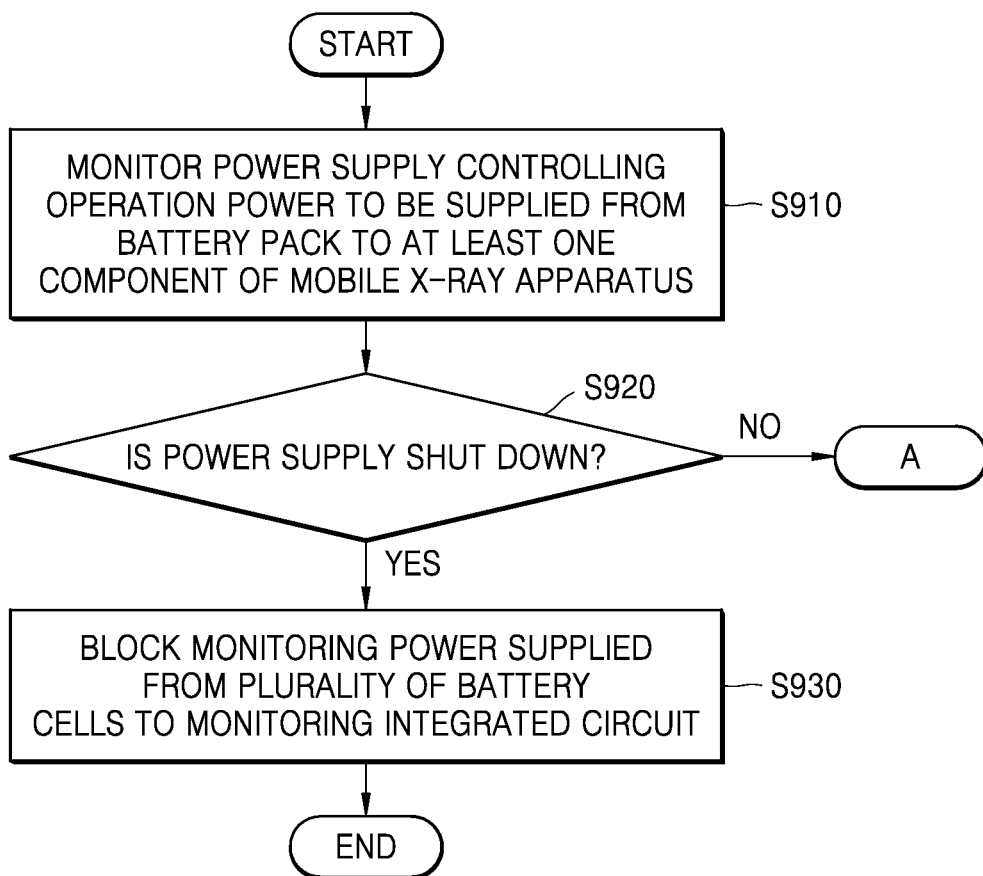 START
MONITOR POWER SUPPLY CONTROLLING
OPERATION POWER TO BE SUPPLIED FROM
BATTERY PACK TO AT LEAST ONE
COMPONENT OF MOBILE X-RAY APPARATUS
S910
S920
IS POWER SUPPLY SHUT DOWN?
NO
A
YES
BLOCK MONITORING POWER SUPPLIED
FROM PLURALITY OF BATTERY
CELLS TO MONITORING INTEGRATED CIRCUIT
S930
END